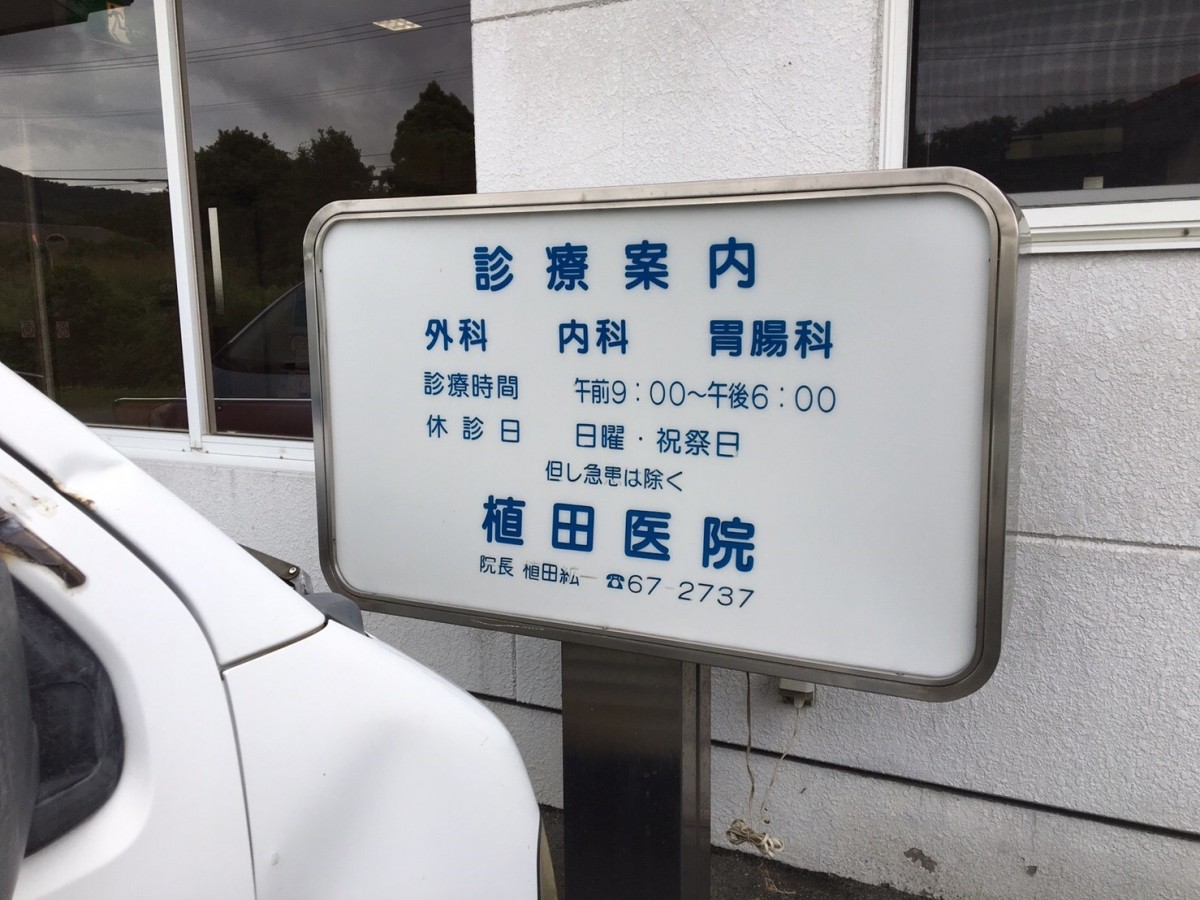 診療案内
外科 内科 胃腸科
診療時間 午前9:00〜午後6:00
休診日 日曜・祝祭日
但し急患は除く
植田医院
院長 植田紘一 ☎67-2737